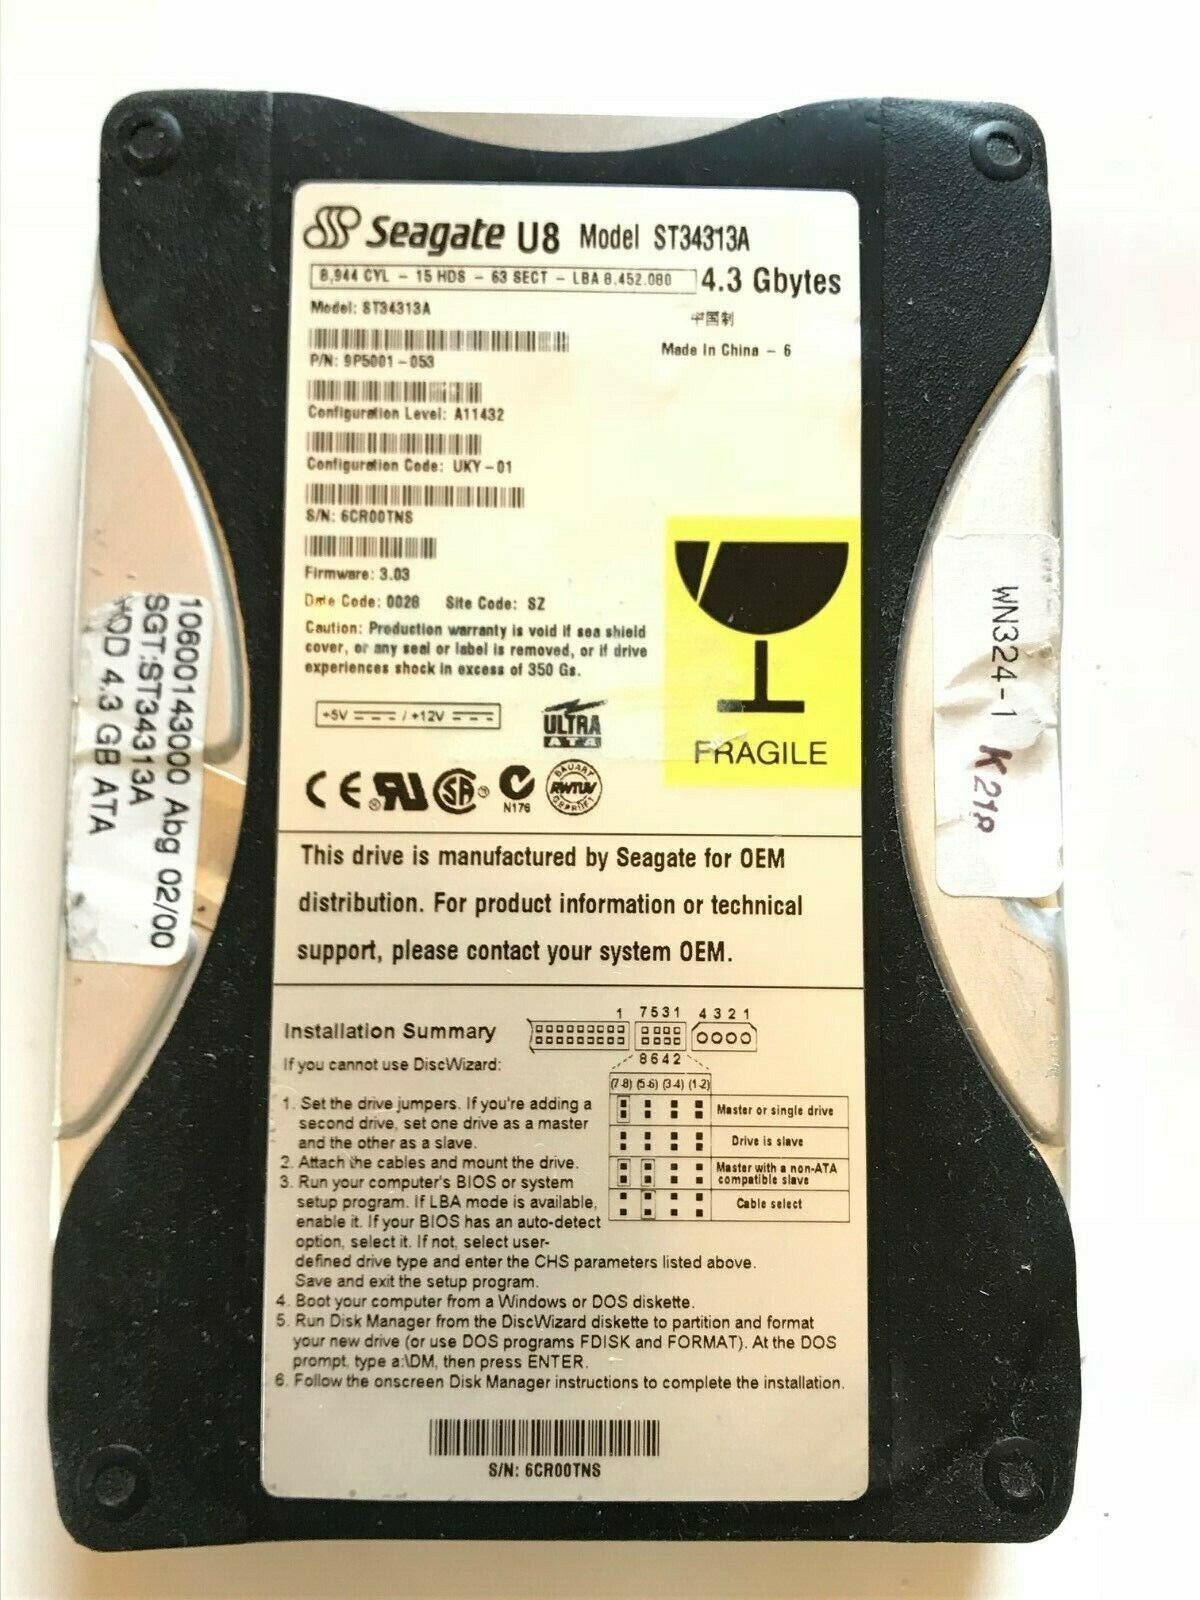 Seagate U8 Model ST34313A
8,944 CYL - 15 HDS - 63 SECT - LBA 8,452,080
4.3 Gbytes
Model: ST34313A
中国制
Made In China - 6
P/N: 9P5001-053
Configuration Level: A11432
Configuration Code: UKY-01
S/N: 6CR00TNS
Firmware: 3.03
Date Code: 0028 Site Code: SZ
Caution: Production warranty is void if sea shield
cover, or any seal or label is removed, or if drive
experiences shock in excess of 350 Gs.
+5V / +12V
ULTRA
ATA
FRAGILE
CE
N176
BAUART
RWTUV
GEPRÜFT
This drive is manufactured by Seagate for OEM
distribution. For product information or technical
support, please contact your system OEM.
Installation Summary
1 7531 4321
8642
If you cannot use DiscWizard:
(7-8) (5-6) (3-4) (1-2)
Master or single drive
Drive is slave
Master with a non-ATA
compatible slave
Cable select
1. Set the drive jumpers. If you're adding a
second drive, set one drive as a master
and the other as a slave.
2. Attach the cables and mount the drive.
3. Run your computer's BIOS or system
setup program. If LBA mode is available,
enable it. If your BIOS has an auto-detect
option, select it. If not, select user-
defined drive type and enter the CHS parameters listed above.
Save and exit the setup program.
4. Boot your computer from a Windows or DOS diskette.
5. Run Disk Manager from the DiscWizard diskette to partition and format
your new drive (or use DOS programs FDISK and FORMAT). At the DOS
prompt, type a:\DM, then press ENTER.
6. Follow the onscreen Disk Manager instructions to complete the installation.
S/N: 6CR00TNS
10600143000 Abg 02/00
SGT:ST34313A
HDD 4.3 GB ATA
WN324-1
K218